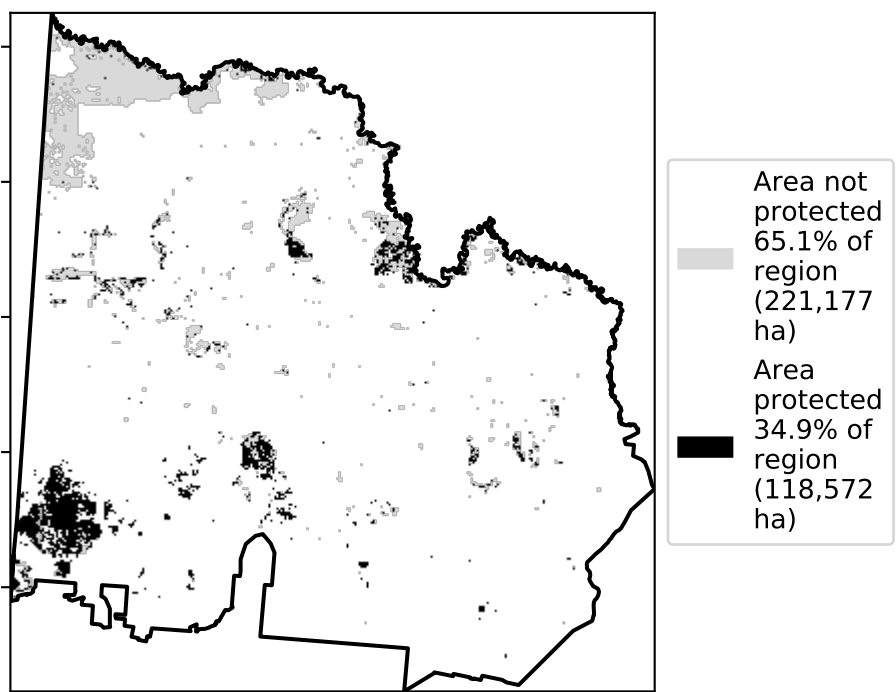 Area not
protected
65.1% of
region
(221,177
ha)
Area
protected
34.9% of
region
(118,572
ha)